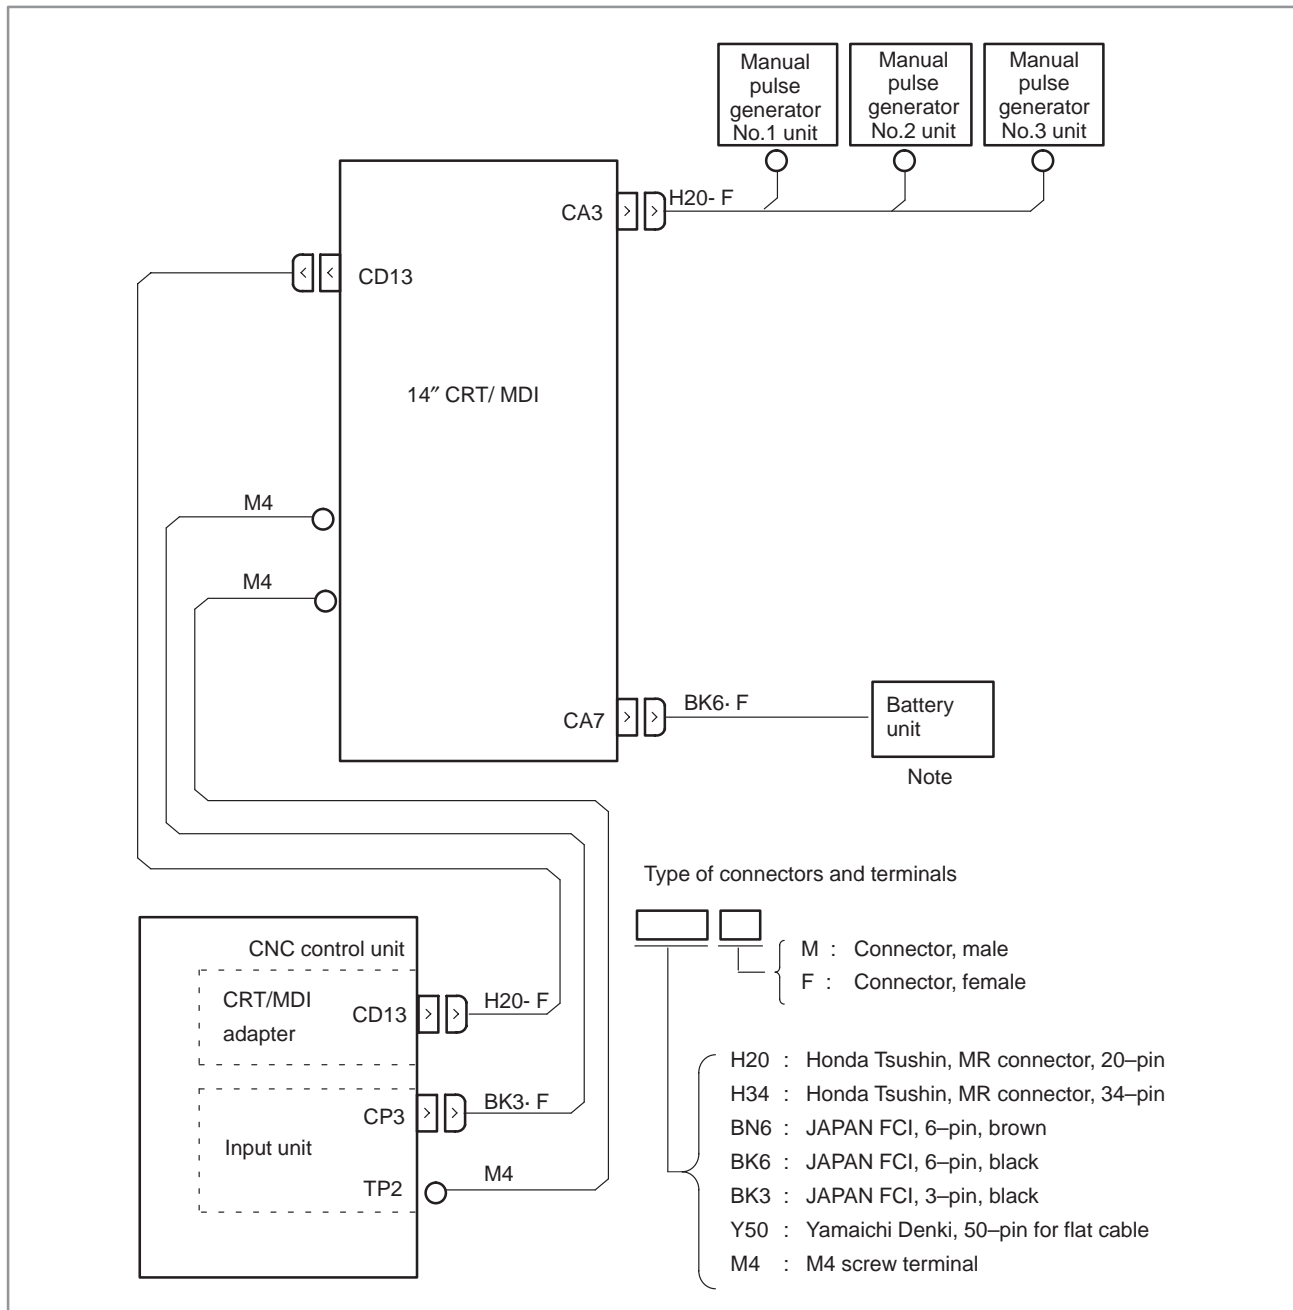 Manual
pulse
generator
No.1 unit
Manual
pulse
generator
No.2 unit
Manual
pulse
generator
No.3 unit
CA3
H20- F
CD13
14″ CRT/ MDI
M4
M4
CA7
BK6· F
Battery
unit
Note
Type of connectors and terminals
M : Connector, male
F : Connector, female
CNC control unit
CRT/MDI
adapter
CD13
H20- F
CP3
BK3· F
Input unit
TP2
M4
H20 : Honda Tsushin, MR connector, 20–pin
H34 : Honda Tsushin, MR connector, 34–pin
BN6 : JAPAN FCI, 6–pin, brown
BK6 : JAPAN FCI, 6–pin, black
BK3 : JAPAN FCI, 3–pin, black
Y50 : Yamaichi Denki, 50–pin for flat cable
M4 : M4 screw terminal